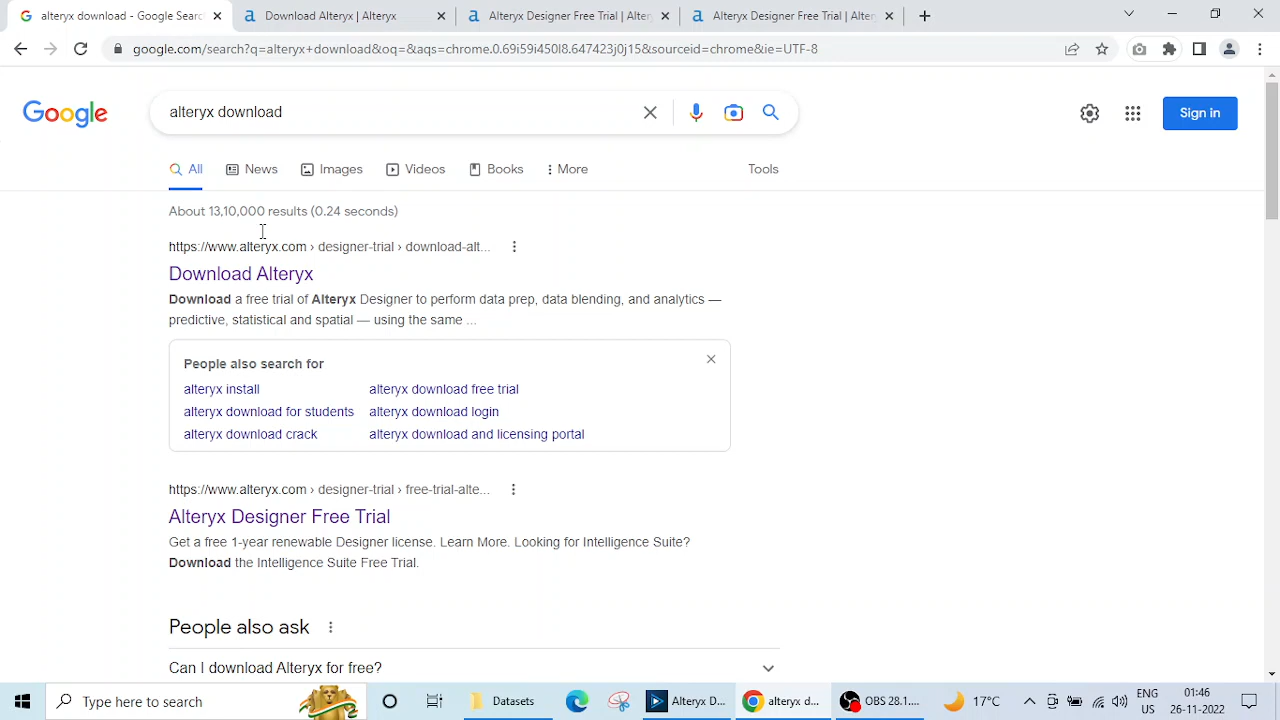 alteryx download - Google Sear
Download Alteryx | Alteryx
Alteryx Designer Free Trial | Alter
Alteryx Designer Free Trial | Alter
google.com/search?q=alteryx+download&oq=&aqs=chrome.0.69i59i450l8.647423j0j15&sourceid=chrome&ie=UTF-8
Google
alteryx download
Sign in
All
News
Images
Videos
Books
More
Tools
About 13,10,000 results (0.24 seconds)
https://www.alteryx.com › designer-trial › download-alt...
Download Alteryx
Download a free trial of Alteryx Designer to perform data prep, data blending, and analytics —
predictive, statistical and spatial — using the same ...
People also search for
alteryx install
alteryx download free trial
alteryx download for students
alteryx download login
alteryx download crack
alteryx download and licensing portal
https://www.alteryx.com › designer-trial › free-trial-alte...
Alteryx Designer Free Trial
Get a free 1-year renewable Designer license. Learn More. Looking for Intelligence Suite?
Download the Intelligence Suite Free Trial.
People also ask
Can I download Alteryx for free?
Type here to search
Datasets
Alteryx D...
alteryx d...
OBS 28.1....
17°C
ENG
US
01:46
26-11-2022